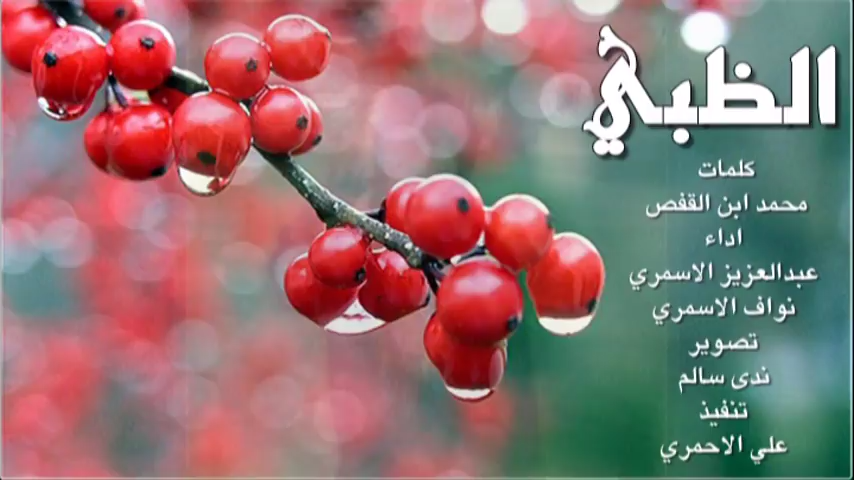 الظبي
كلمات
محمد ابن القفص
اداء
عبدالعزيز الاسمري
نواف الاسمري
تصوير
ندى سالم
تنفيذ
علي الاحمري